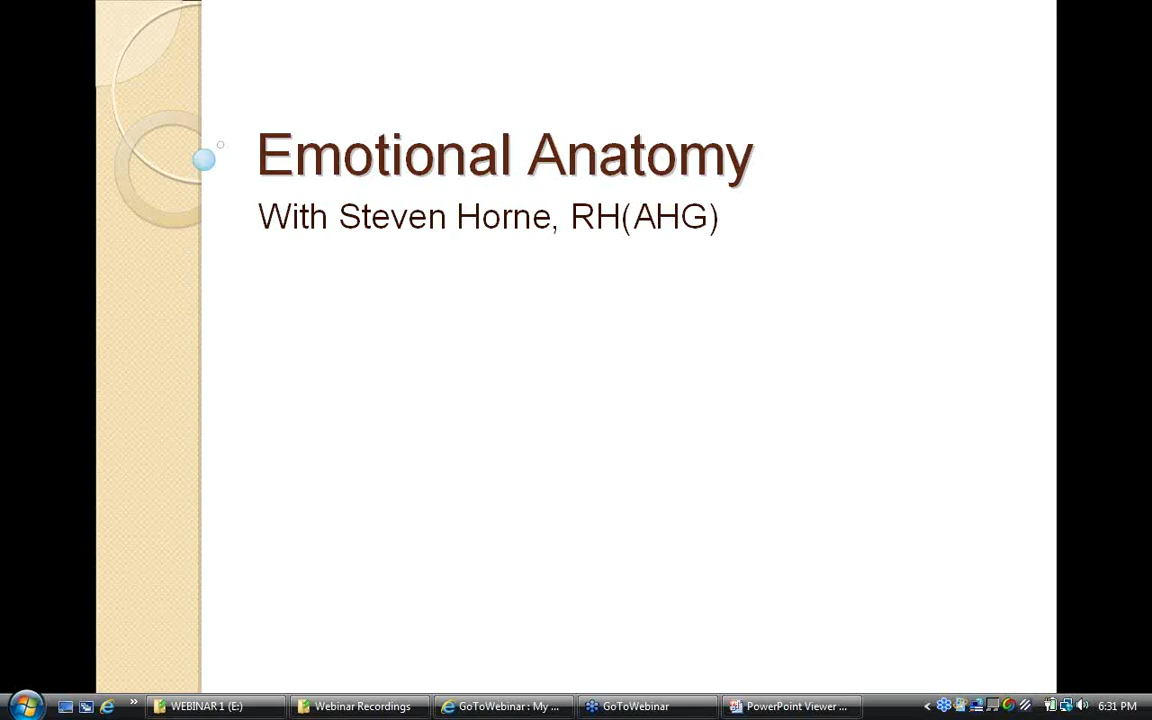 Emotional Anatomy
With Steven Horne, RH(AHG)
» WEBINAR 1 (E:) Webinar Recordings GoToWebinar : My ... GoToWebinar PowerPoint Viewer ... 6:31 PM